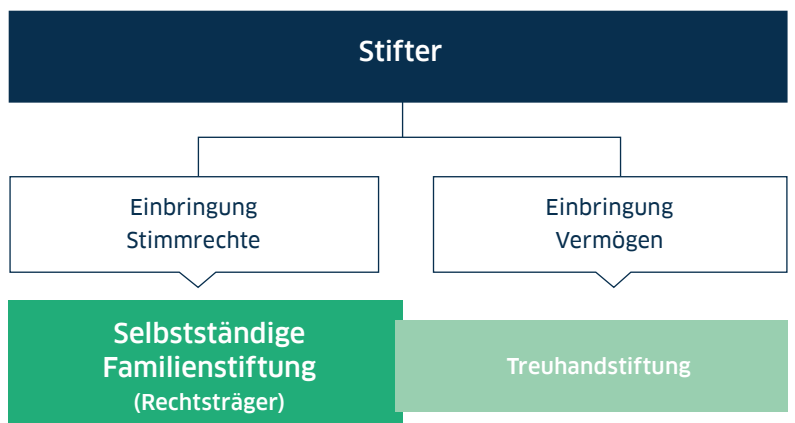 Stifter
Einbringung
Stimmrechte
Einbringung
Vermögen
Selbstständige
Familienstiftung
(Rechtsträger)
Treuhandstiftung